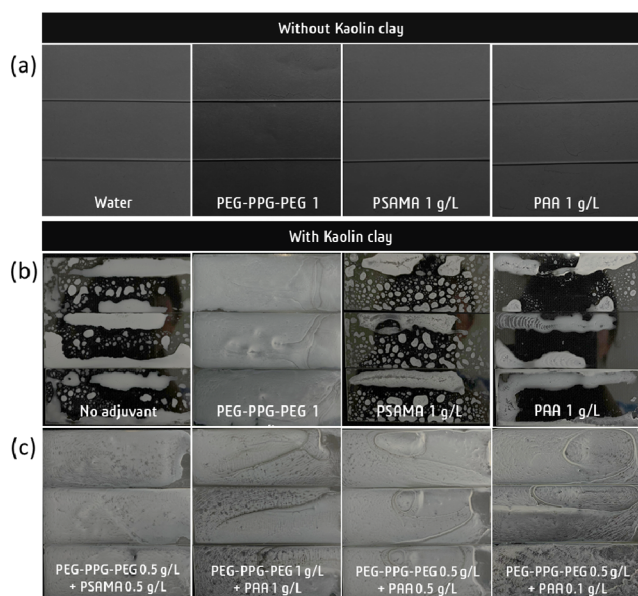 Without Kaolin clay
(a)
Water
PEG-PPG-PEG 1
PSAMA 1 g/L
PAA 1 g/L
With Kaolin clay
(b)
No adjuvant
PEG-PPG-PEG 1
PSAMA 1 g/L
PAA 1 g/L
(c)
PEG-PPG-PEG 0.5 g/L
+ PSAMA 0.5 g/L
PEG-PPG-PEG 1 g/L
+ PAA 1 g/L
PEG-PPG-PEG 0.5 g/L
+ PAA 0.5 g/L
PEG-PPG-PEG 0.5 g/L
+ PAA 0.1 g/L